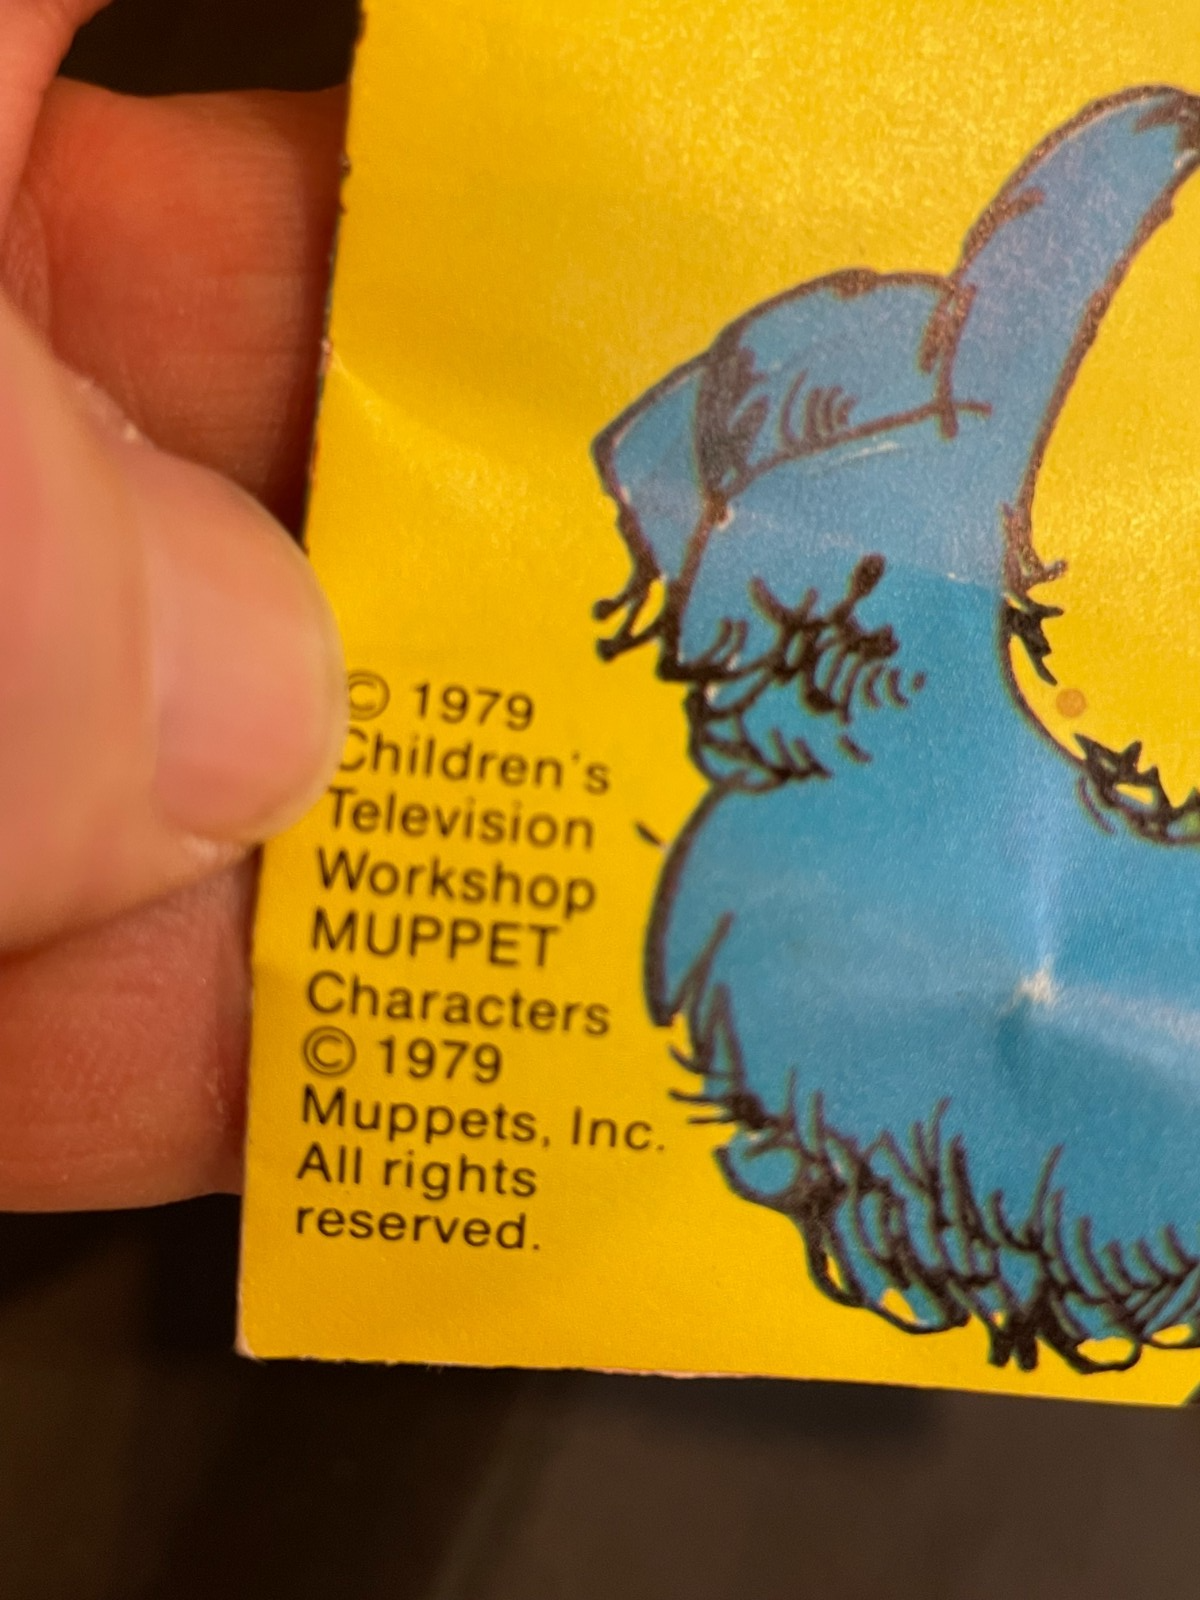 © 1979
Children's
Television
Workshop
MUPPET
Characters
© 1979
Muppets, Inc.
All rights
reserved.